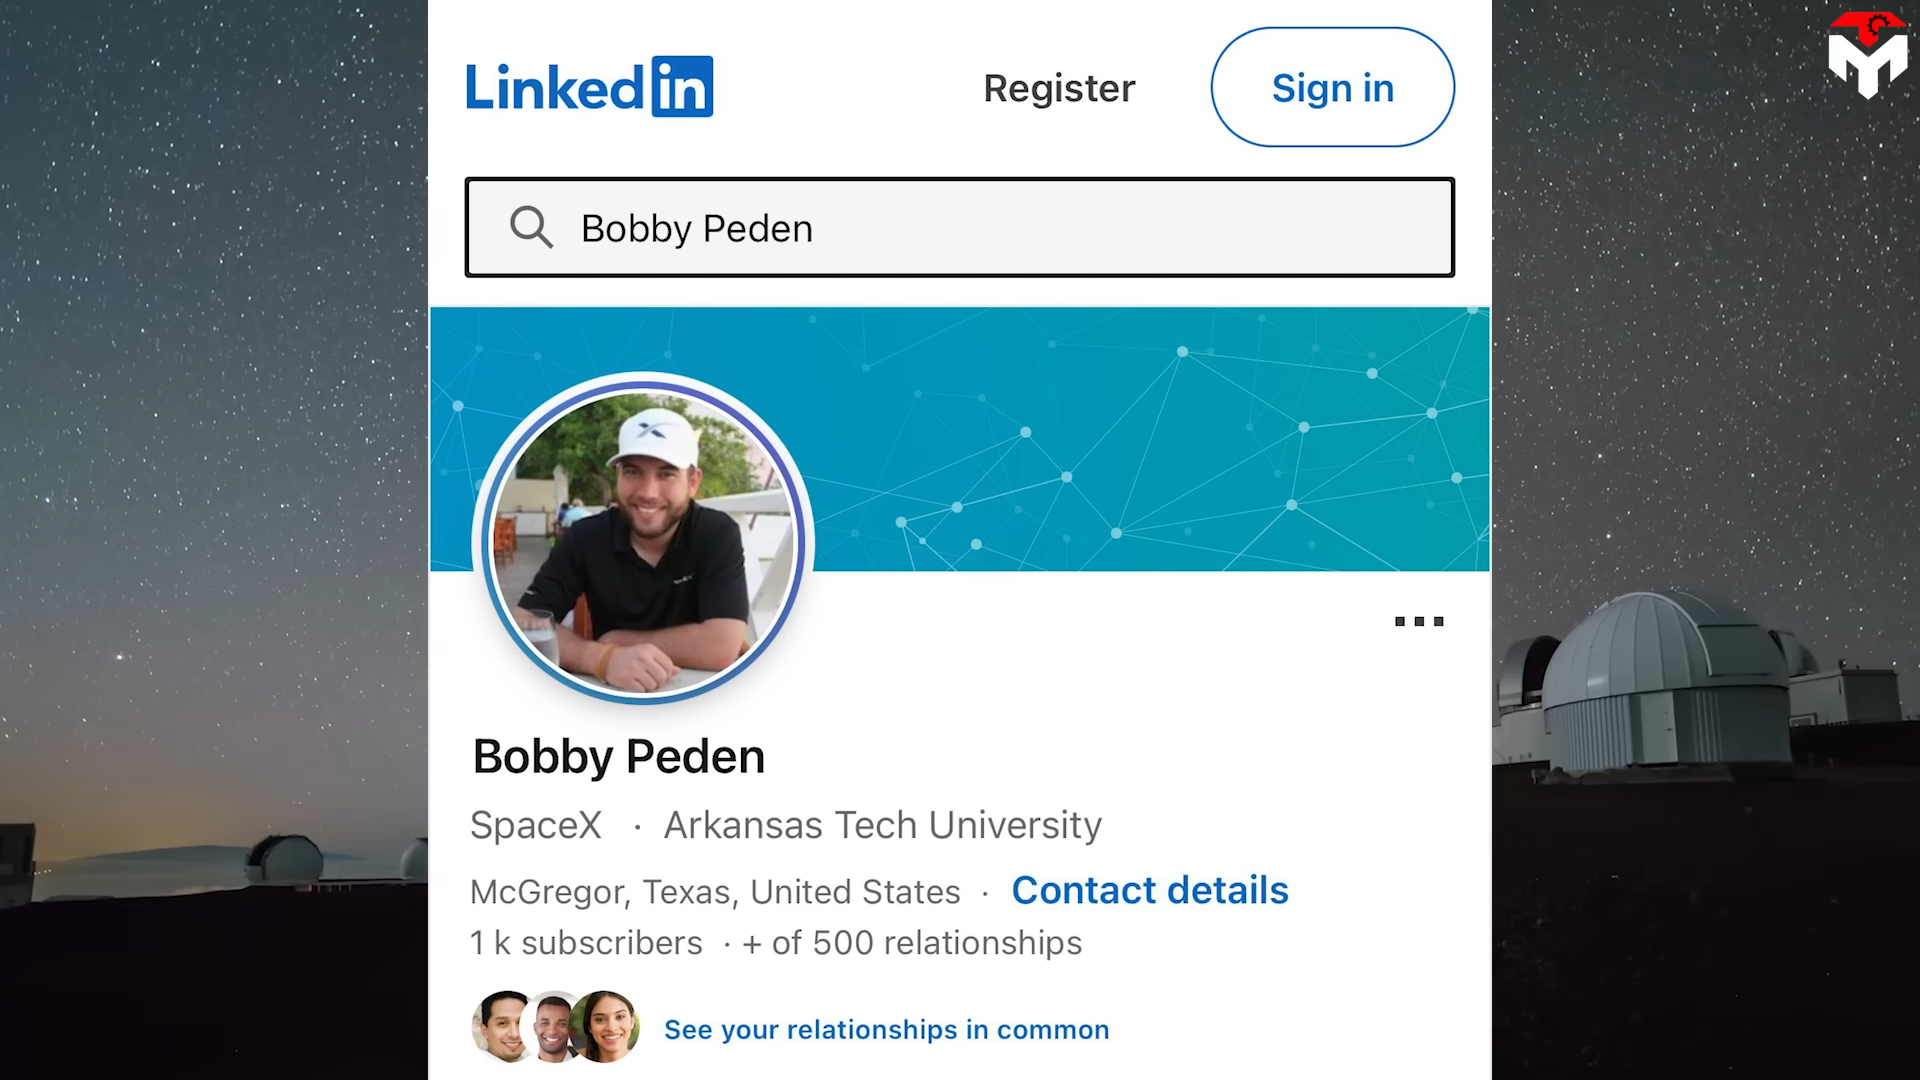 Linkedin
Register
Sign in
Bobby Peden
Bobby Peden
SpaceX · Arkansas Tech University
McGregor, Texas, United States · Contact details
1 k subscribers · + of 500 relationships
See your relationships in common